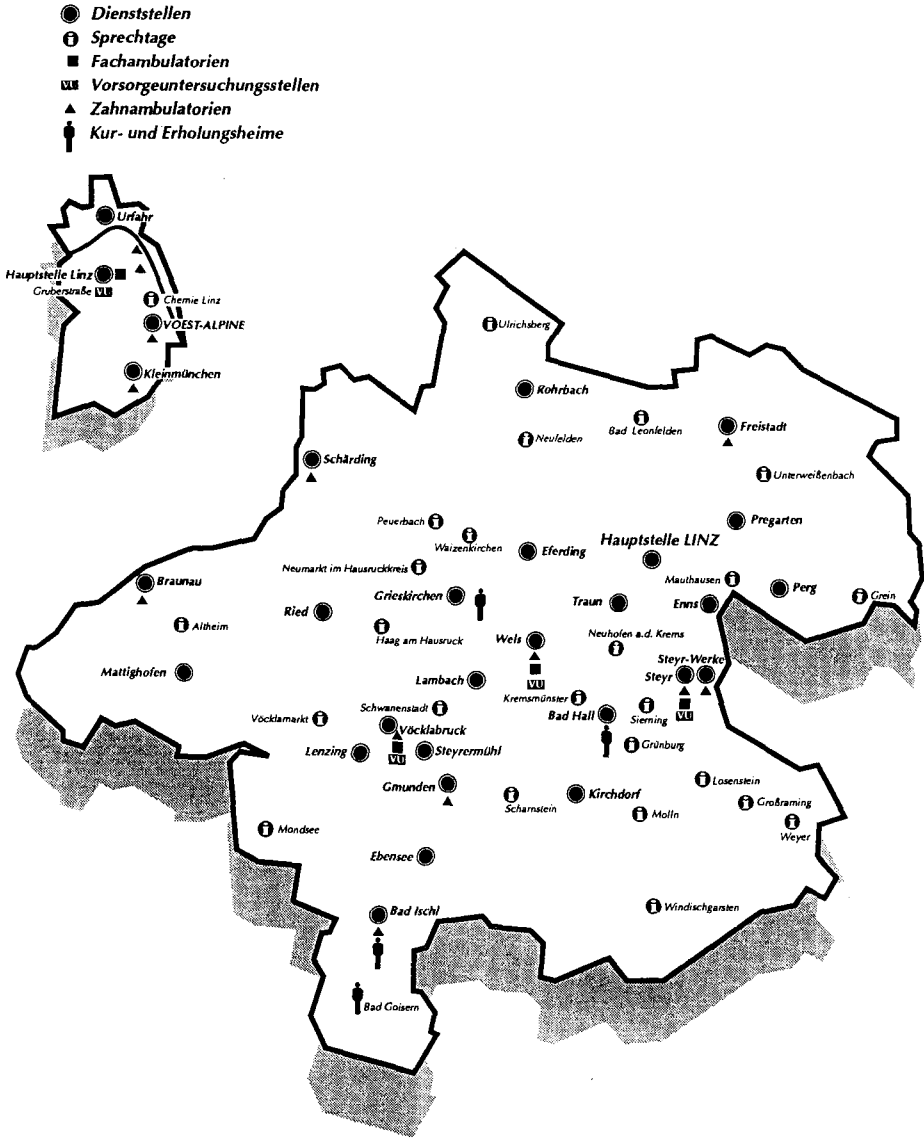 Dienststellen
Sprechtage
Fachambulatorien
VU Vorsorgeuntersuchungsstellen
Zahnambulatorien
Kur- und Erholungsheime
Urfahr
Hauptstelle Linz
Gruberstraße VU
Chemie Linz
VOEST-ALPINE
Kleinmünchen
Ulrichsberg
Rohrbach
Bad Leonfelden
Freistadt
Neufelden
Schärding
Unterweißenbach
Peuerbach
Pregarten
Waizenkirchen
Eferding
Hauptstelle LINZ
Neumarkt im Hausruckkreis
Mauthausen
Braunau
Perg
Grieskirchen
Grein
Traun
Enns
Ried
Altheim
Haag am Hausruck
Wels
Neuhofen a.d. Krems
Steyr-Werke
Mattighofen
Steyr
Lambach
VU
Kremsmünster
Schwanenstadt
Sierning
VU
Vöcklamarkt
Bad Hall
Vöcklabruck
Grünburg
Lenzing
Steyrermühl
VU
Losenstein
Gmunden
Kirchdorf
Scharnstein
Großraming
Molln
Weyer
Mondsee
Ebensee
Windischgarsten
Bad Ischl
Bad Goisern